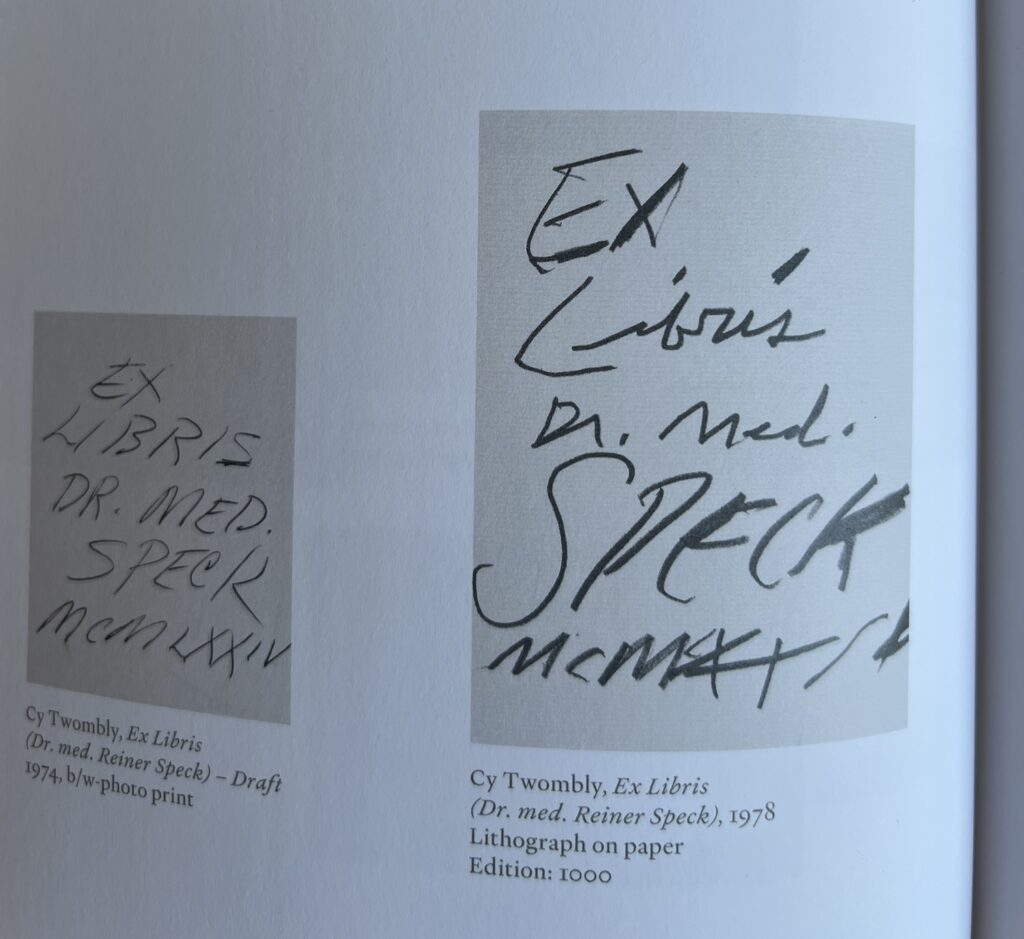 EX
LIBRIS
DR. MED.
SPECK
MCMLXXIV
Cy Twombly, Ex Libris
(Dr. med. Reiner Speck) – Draft
1974, b/w-photo print
Ex
Libris
Dr. Med.
SPECK
Cy Twombly, Ex Libris
(Dr. med. Reiner Speck), 1978
Lithograph on paper
Edition: 1000